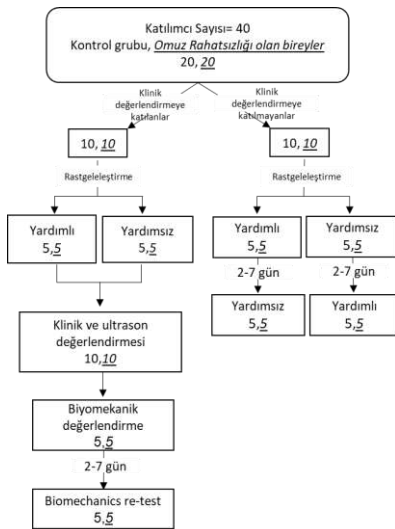 Katılımcı Sayısı= 40
Kontrol grubu, Omuz Rahatsızlığı olan bireyler
20, 20
Klinik
değerlendirmeye
katılanlar
Klinik
değerlendirmeye
katılmayanlar
10, 10
10, 10
Rastgeleleştirme
Rastgeleleştirme
Yardımlı
5,5
Yardımsız
5,5
Yardımlı
5,5
Yardımsız
5,5
2-7 gün
2-7 gün
Yardımsız
5,5
Yardımlı
5,5
Klinik ve ultrason
değerlendirmesi
10,10
Biyomekanik
değerlendirme
5,5
2-7 gün
Biomechanics re-test
5,5